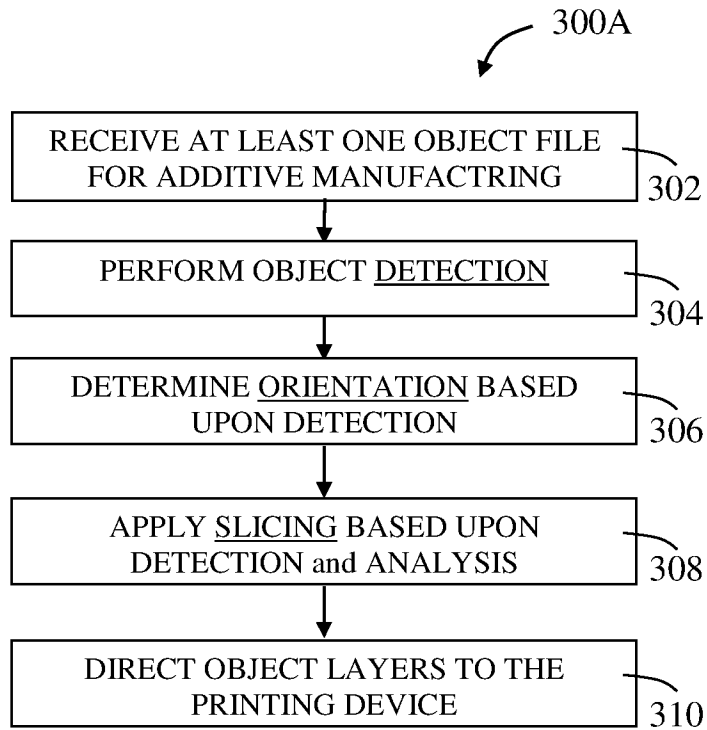 300A
RECEIVE AT LEAST ONE OBJECT FILE
FOR ADDITIVE MANUFACTRING
302
PERFORM OBJECT DETECTION
304
DETERMINE ORIENTATION BASED
UPON DETECTION
306
APPLY SLICING BASED UPON
DETECTION and ANALYSIS
308
DIRECT OBJECT LAYERS TO THE
PRINTING DEVICE
310